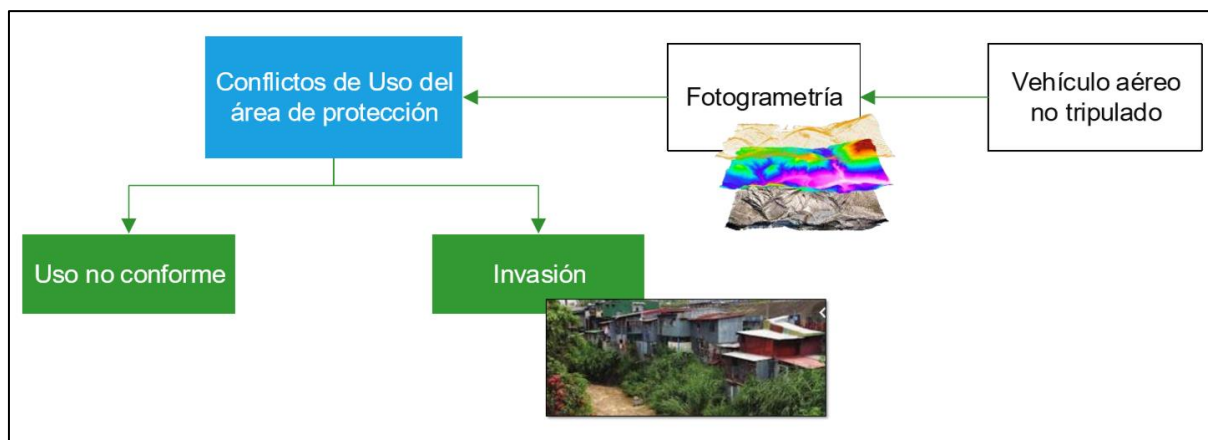 Conflictos de Uso del
área de protección
Fotogrametría
Vehículo aéreo
no tripulado
Uso no conforme
Invasión